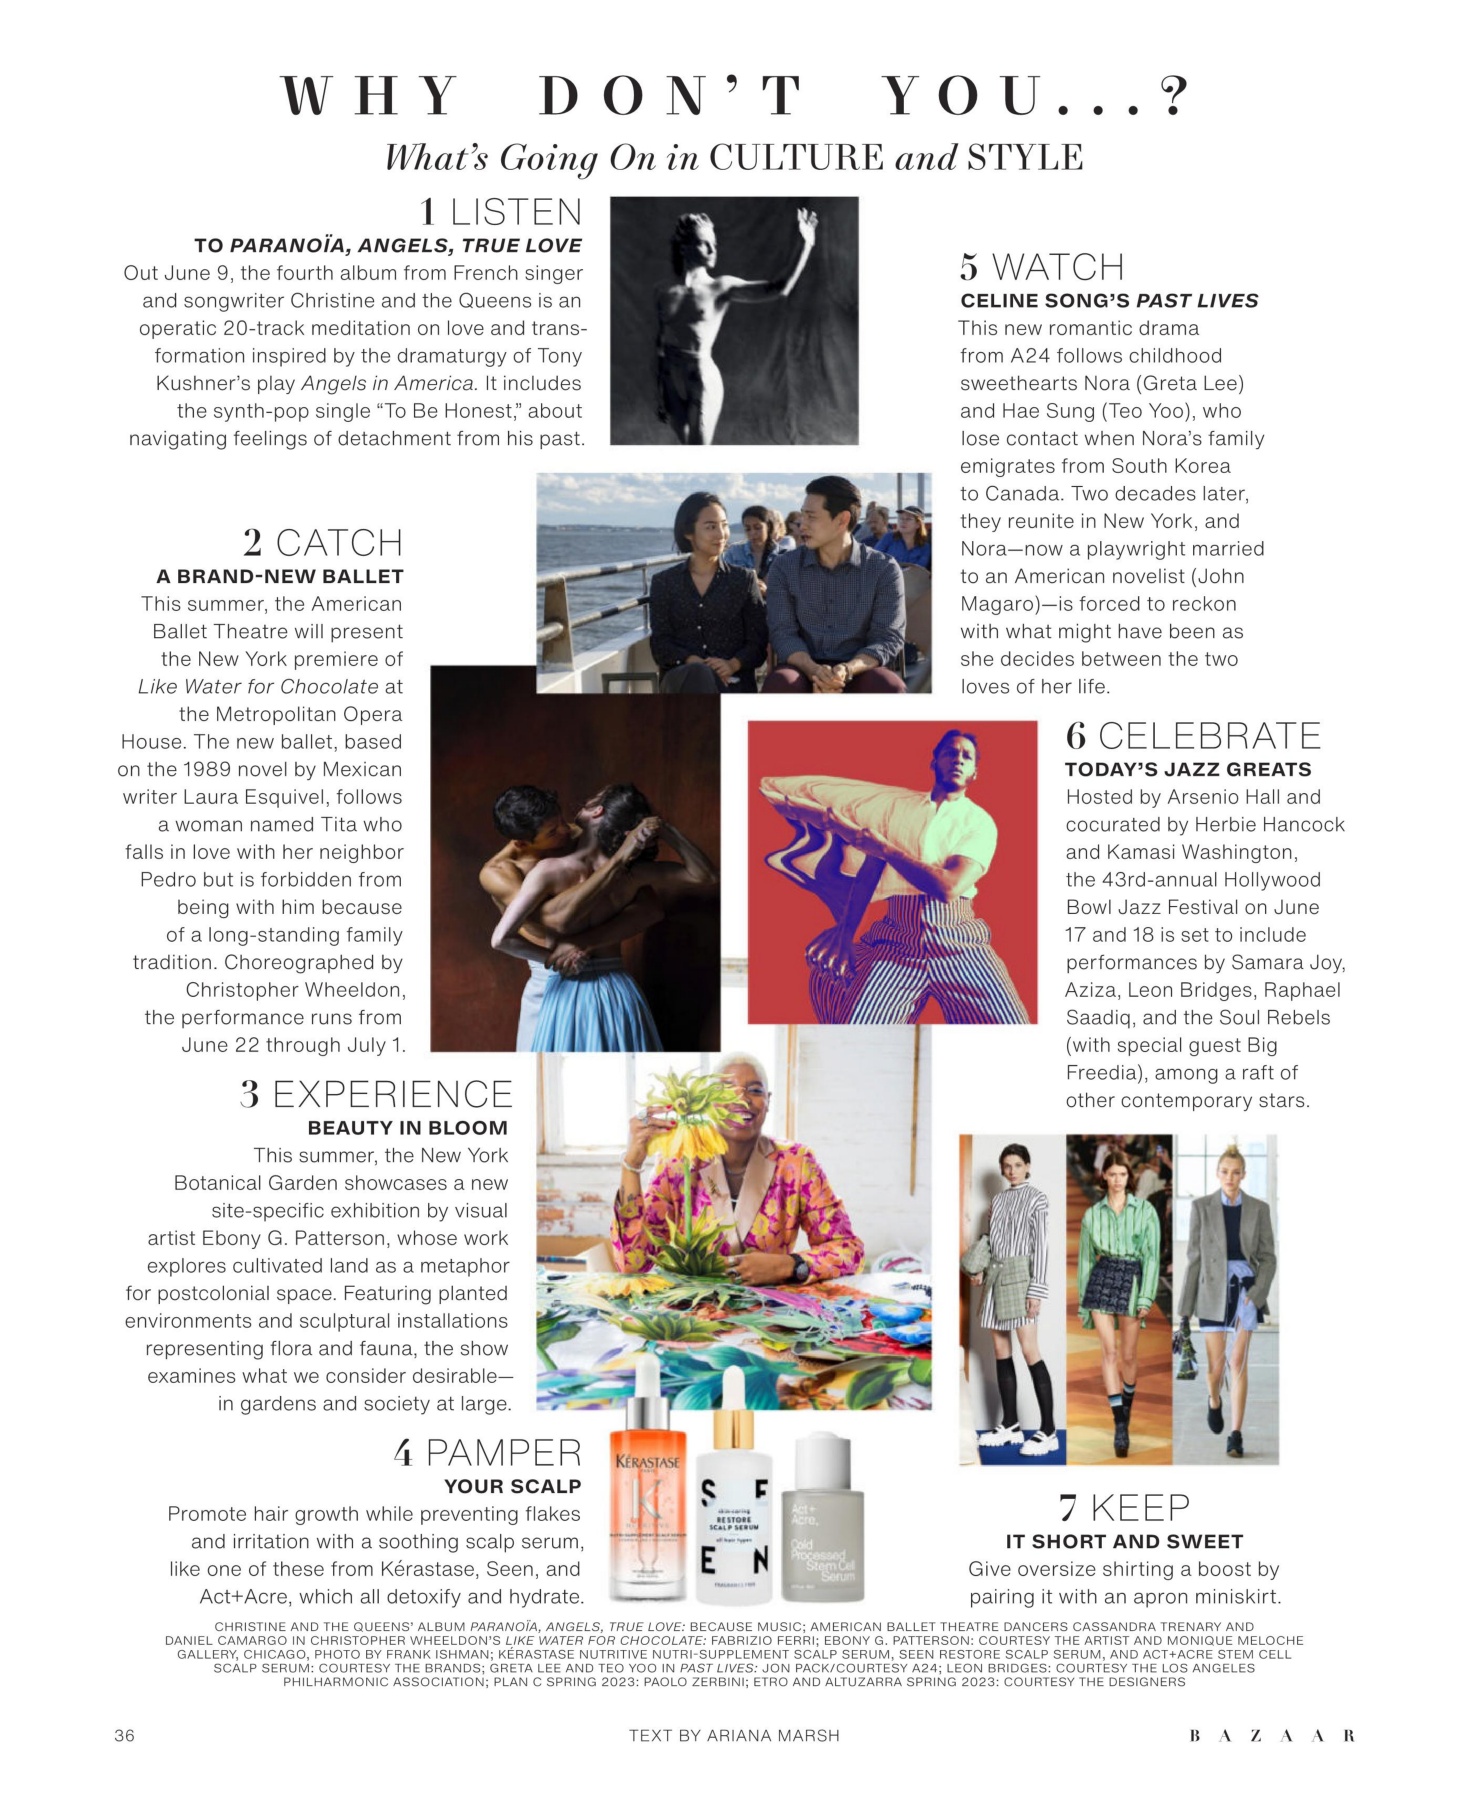 WHY DON'T YOU...?
What's Going On in CULTURE and STYLE
1 LISTEN
TO PARANOÏA, ANGELS, TRUE LOVE
Out June 9, the fourth album from French singer
and songwriter Christine and the Queens is an
operatic 20-track meditation on love and trans-
formation inspired by the dramaturgy of Tony
Kushner's play Angels in America. It includes
the synth-pop single “To Be Honest,” about
navigating feelings of detachment from his past.
2 CATCH
A BRAND-NEW BALLET
This summer, the American
Ballet Theatre will present
the New York premiere of
Like Water for Chocolate at
the Metropolitan Opera
House. The new ballet, based
on the 1989 novel by Mexican
writer Laura Esquivel, follows
a woman named Tita who
falls in love with her neighbor
Pedro but is forbidden from
being with him because
of a long-standing family
tradition. Choreographed by
Christopher Wheeldon,
the performance runs from
June 22 through July 1.
3 EXPERIENCE
BEAUTY IN BLOOM
This summer, the New York
Botanical Garden showcases a new
site-specific exhibition by visual
artist Ebony G. Patterson, whose work
explores cultivated land as a metaphor
for postcolonial space. Featuring planted
environments and sculptural installations
representing flora and fauna, the show
examines what we consider desirable—
in gardens and society at large.
4 PAMPER
YOUR SCALP
Promote hair growth while preventing flakes
and irritation with a soothing scalp serum,
like one of these from Kérastase, Seen, and
Act+Acre, which all detoxify and hydrate.
KÉRASTASE
PARIS
K
NUTRI-SUPPLEMENT SCALP SERUM
S E
skin-caring
RESTORE
SCALP SERUM
all hair types
E N
FRAGRANCE FREE
Act+
Acre.
Cold
Processed
Stem Cell
Serum
5 WATCH
CELINE SONG'S PAST LIVES
This new romantic drama
from A24 follows childhood
sweethearts Nora (Greta Lee)
and Hae Sung (Teo Yoo), who
lose contact when Nora's family
emigrates from South Korea
to Canada. Two decades later,
they reunite in New York, and
Nora—now a playwright married
to an American novelist (John
Magaro)—is forced to reckon
with what might have been as
she decides between the two
loves of her life.
6 CELEBRATE
TODAY'S JAZZ GREATS
Hosted by Arsenio Hall and
cocurated by Herbie Hancock
and Kamasi Washington,
the 43rd-annual Hollywood
Bowl Jazz Festival on June
17 and 18 is set to include
performances by Samara Joy,
Aziza, Leon Bridges, Raphael
Saadiq, and the Soul Rebels
(with special guest Big
Freedia), among a raft of
other contemporary stars.
7 KEEP
IT SHORT AND SWEET
Give oversize shirting a boost by
pairing it with an apron miniskirt.
CHRISTINE AND THE QUEENS' ALBUM PARANOÏA, ANGELS, TRUE LOVE: BECAUSE MUSIC; AMERICAN BALLET THEATRE DANCERS CASSANDRA TRENARY AND
DANIEL CAMARGO IN CHRISTOPHER WHEELDON'S LIKE WATER FOR CHOCOLATE: FABRIZIO FERRI; EBONY G. PATTERSON: COURTESY THE ARTIST AND MONIQUE MELOCHE
GALLERY, CHICAGO, PHOTO BY FRANK ISHMAN; KÉRASTASE NUTRITIVE NUTRI-SUPPLEMENT SCALP SERUM, SEEN RESTORE SCALP SERUM, AND ACT+ACRE STEM CELL
SCALP SERUM: COURTESY THE BRANDS; GRETA LEE AND TEO YOO IN PAST LIVES: JON PACK/COURTESY A24; LEON BRIDGES: COURTESY THE LOS ANGELES
PHILHARMONIC ASSOCIATION; PLAN C SPRING 2023: PAOLO ZERBINI; ETRO AND ALTUZARRA SPRING 2023: COURTESY THE DESIGNERS
36
TEXT BY ARIANA MARSH
BAZAAR